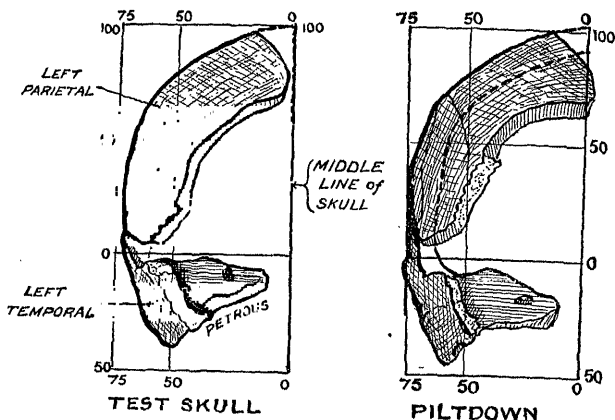 75 50 0
100 100
LEFT
PARIETAL
(MIDDLE
LINE of
SKULL)
0
LEFT
TEMPORAL
PETROUS
50
75 50 0
TEST SKULL
75 50 0
100
50
0
50
75 50 0
PILTDOWN